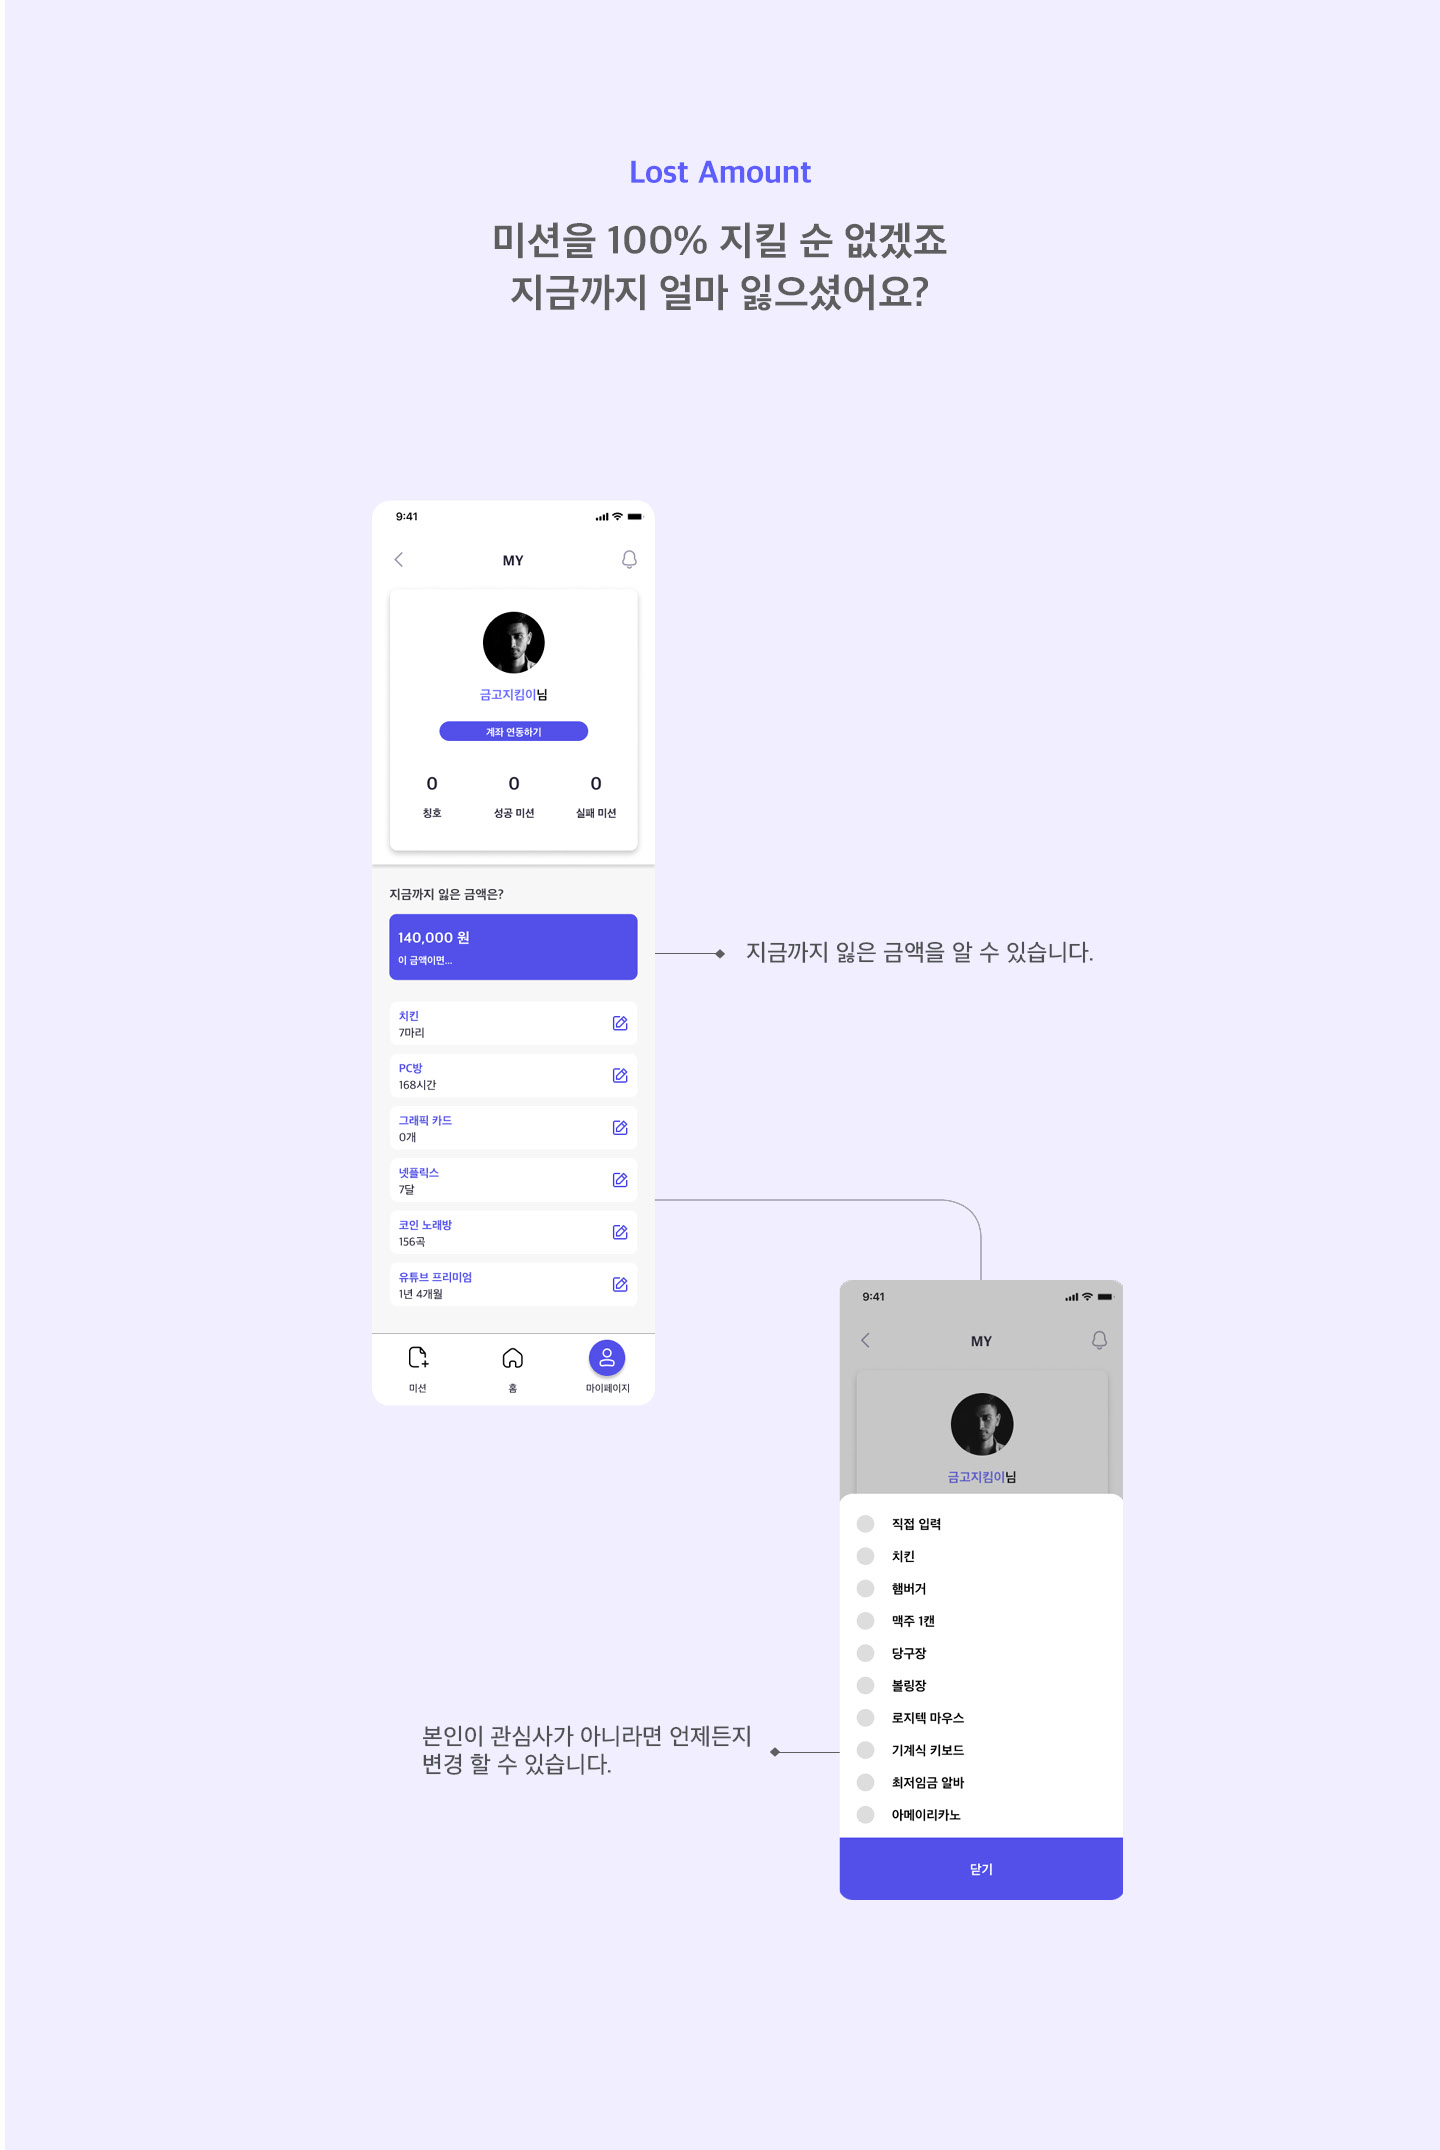 Lost Amount
미션을 100% 지킬 순 없겠죠
지금까지 얼마 잃으셨어요?
9:41
MY
금고지킴이님
계좌 연동하기
0 0 0
칭호 성공 미션 실패 미션
지금까지 잃은 금액은?
140,000 원
이 금액이면...
지금까지 잃은 금액을 알 수 있습니다.
치킨
7마리
PC방
168시간
그래픽 카드
0개
넷플릭스
7달
코인 노래방
156곡
유튜브 프리미엄
1년 4개월
미션 홈 마이페이지
9:41
MY
금고지킴이님
직접 입력
치킨
햄버거
맥주 1캔
당구장
볼링장
로지텍 마우스
기계식 키보드
최저임금 알바
아메이리카노
닫기
본인이 관심사가 아니라면 언제든지
변경 할 수 있습니다.